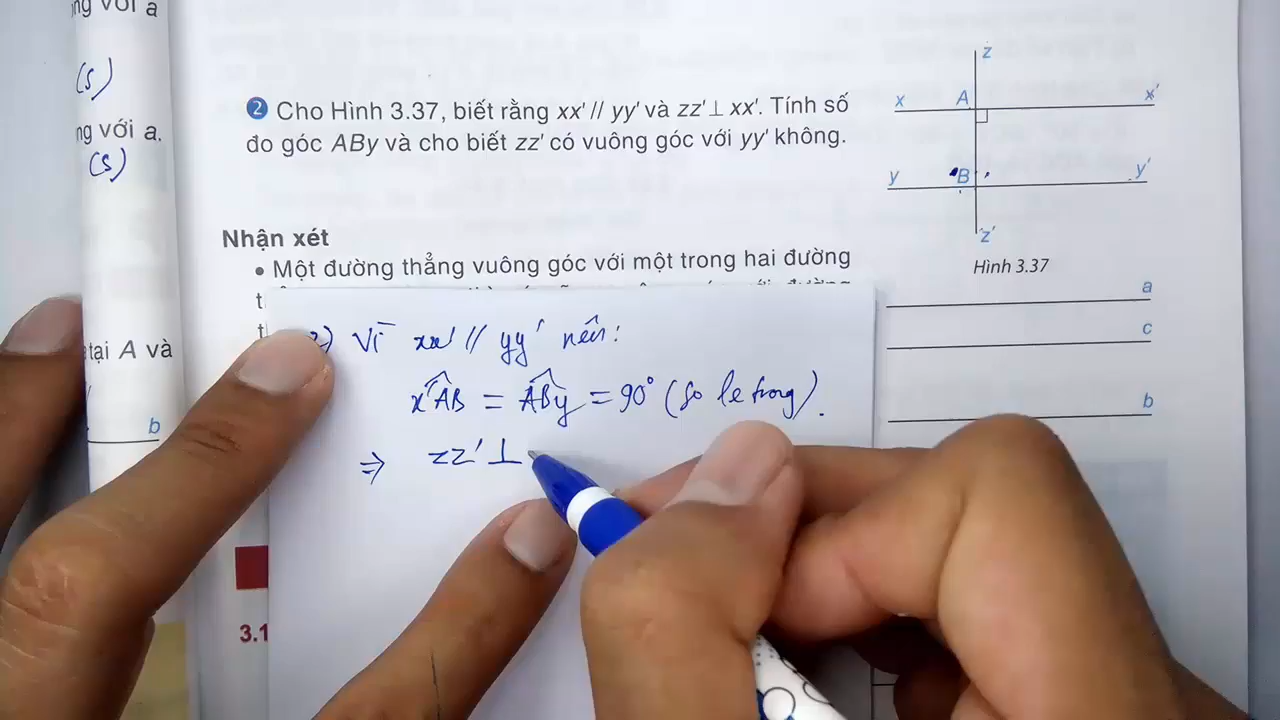 ng với a
(S)
ng với a.
(S)
tại A và
b
2 Cho Hình 3.37, biết rằng xx' // yy' và zz' ⊥ xx'. Tính số
đo góc ABy và cho biết zz' có vuông góc với yy' không.
z
x A x'
y B y'
z'
Hình 3.37
Nhận xét
• Một đường thẳng vuông góc với một trong hai đường
a
c
b
2) Vì xx' // yy' nên:
x'AB = ABy = 90° (so le trong).
⇒ zz' ⊥
3.1